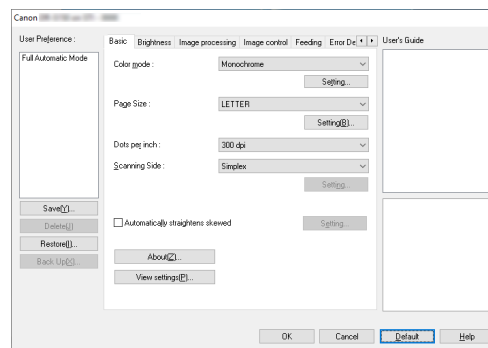 Canon
User Preference :
Full Automatic Mode
Save(Y)...
Delete(J)
Restore(I)...
Back Up(X)...
Basic Brightness Image processing Image control Feeding Error De
Color mode : Monochrome
Setting...
Page Size : LETTER
Setting(B)...
Dots per inch : 300 dpi
Scanning Side : Simplex
Setting...
Automatically straightens skewed Setting...
About(Z)...
View settings(P)...
User's Guide
OK Cancel Default Help